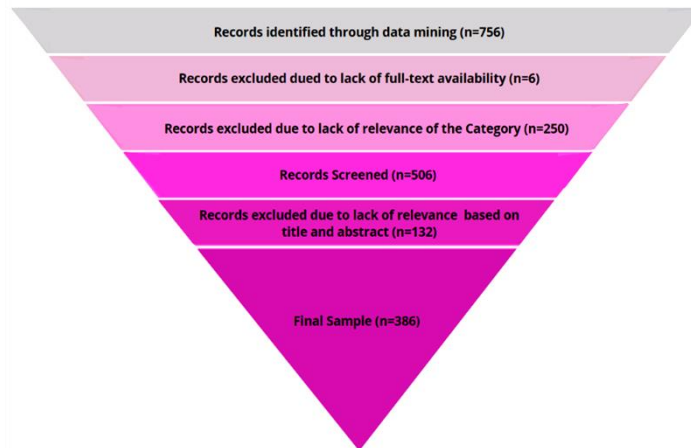 Records identified through data mining (n=756)
Records excluded dued to lack of full-text availability (n=6)
Records excluded due to lack of relevance of the Category (n=250)
Records Screened (n=506)
Records excluded due to lack of relevance based on
title and abstract (n=132)
Final Sample (n=386)